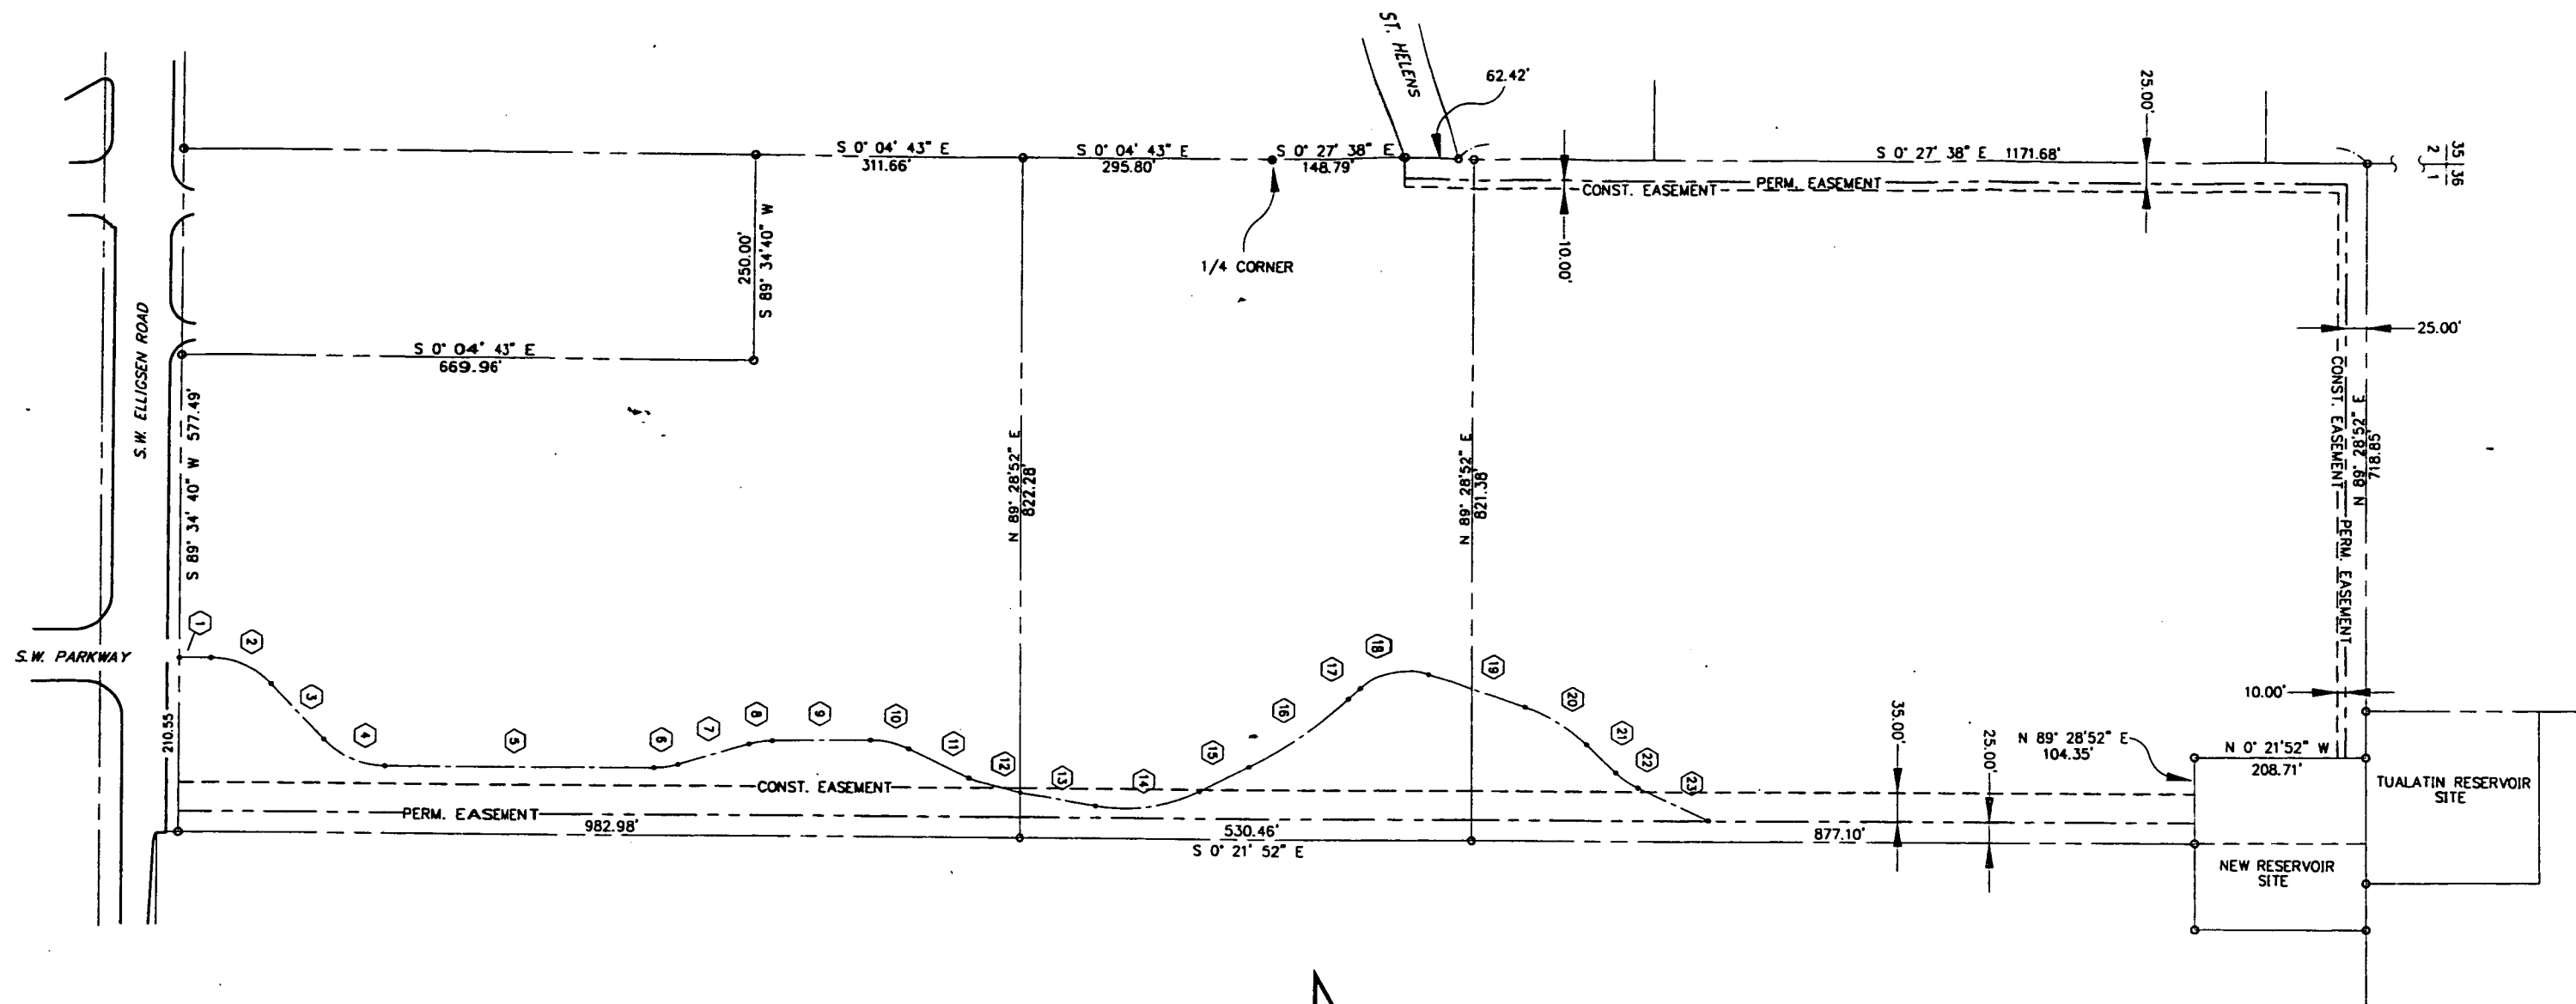 ST. HELENS
62.42'
25.00'
35 | 36
2 | 1
S 0° 04' 43" E
311.66'
S 0° 04' 43" E
295.80'
S 0° 27' 38" E
148.79'
S 0° 27' 38" E 1171.68'
CONST. EASEMENT
PERM. EASEMENT
10.00'
1/4 CORNER
250.00'
S 89° 34' 40" W
S.W. ELLIGSEN ROAD
S 0° 04' 43" E
669.96'
25.00'
S 89° 34' 40" W 577.49'
N 89° 28'52" E
822.28'
N 89° 28'52" E
821.38'
CONST. EASEMENT
PERM. EASEMENT
N 89° 28'52" E
718.85'
S.W. PARKWAY
1
2
3
4
5
6
7
8
9
10
11
12
13
14
15
16
17
18
19
20
21
22
23
10.00'
210.55
35.00'
25.00'
N 89° 28'52" E
104.35'
N 0° 21'52" W
208.71'
TUALATIN RESERVOIR
SITE
CONST. EASEMENT
PERM. EASEMENT
982.98'
530.46'
S 0° 21' 52" E
877.10'
NEW RESERVOIR
SITE